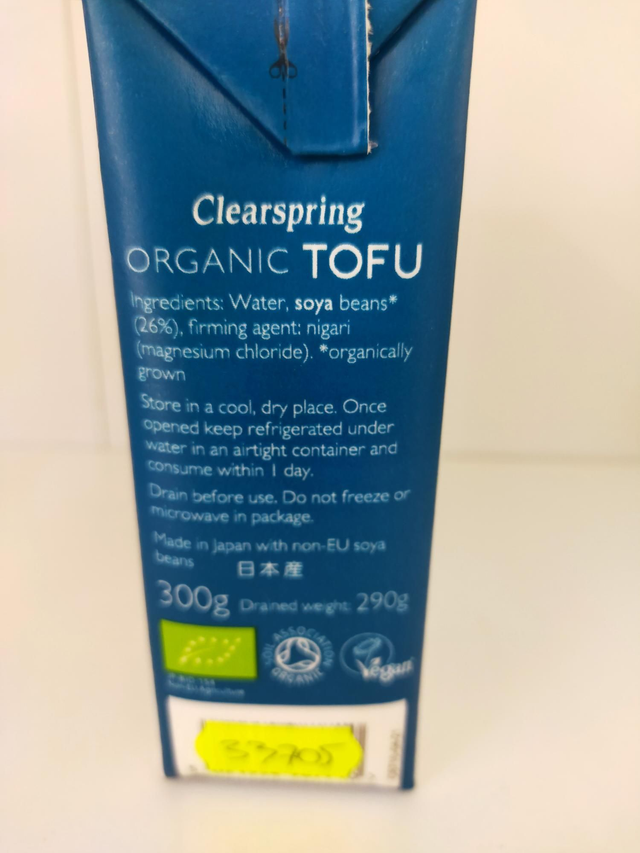 Clearspring
ORGANIC TOFU
Ingredients: Water, soya beans*
(26%), firming agent: nigari
(magnesium chloride). *organically
grown
Store in a cool, dry place. Once
opened keep refrigerated under
water in an airtight container and
consume within 1 day.
Drain before use. Do not freeze or
microwave in package.
Made in Japan with non-EU soya
beans 日本産
300g Drained weight: 290g
SOIL ASSOCIATION
ORGANIC
Vegan
33705